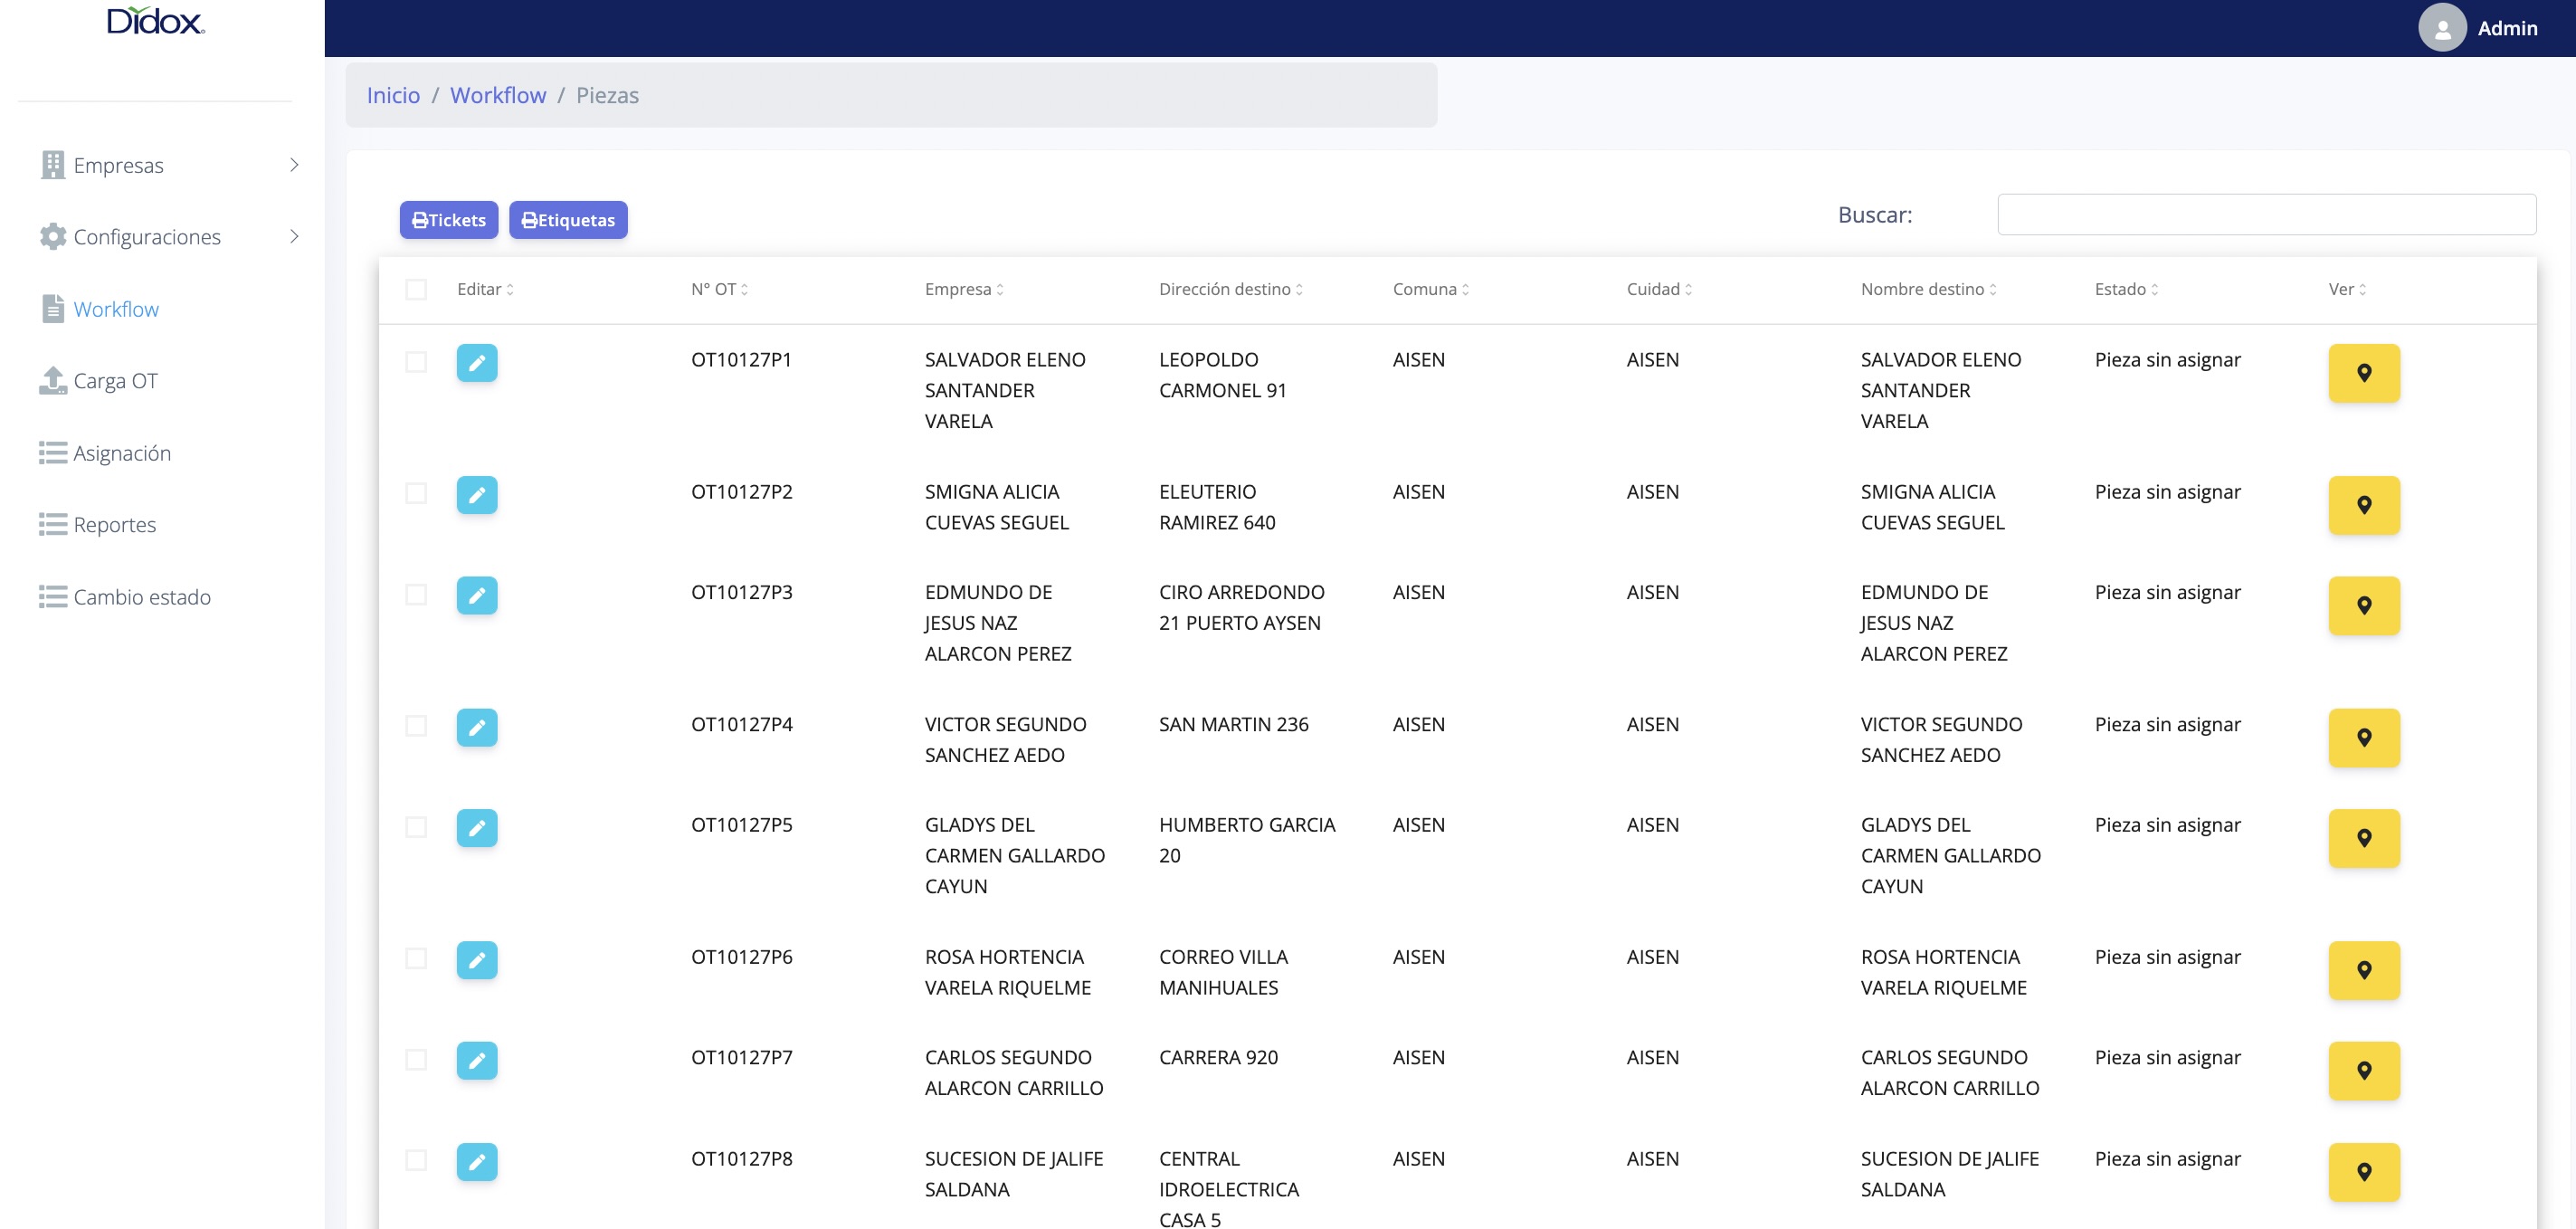 Didox
Admin
Inicio / Workflow / Piezas
Empresas
Configuraciones
Workflow
Carga OT
Asignación
Reportes
Cambio estado
Tickets Etiquetas
Buscar:
Editar N° OT Empresa Dirección destino Comuna Cuidad Nombre destino Estado Ver
OT10127P1 SALVADOR ELENO LEOPOLDO AISEN AISEN SALVADOR ELENO Pieza sin asignar
SANTANDER CARMONEL 91 SANTANDER
VARELA VARELA
OT10127P2 SMIGNA ALICIA ELEUTERIO AISEN AISEN SMIGNA ALICIA Pieza sin asignar
CUEVAS SEGUEL RAMIREZ 640 CUEVAS SEGUEL
OT10127P3 EDMUNDO DE CIRO ARREDONDO AISEN AISEN EDMUNDO DE Pieza sin asignar
JESUS NAZ 21 PUERTO AYSEN JESUS NAZ
ALARCON PEREZ ALARCON PEREZ
OT10127P4 VICTOR SEGUNDO SAN MARTIN 236 AISEN AISEN VICTOR SEGUNDO Pieza sin asignar
SANCHEZ AEDO SANCHEZ AEDO
OT10127P5 GLADYS DEL HUMBERTO GARCIA AISEN AISEN GLADYS DEL Pieza sin asignar
CARMEN GALLARDO 20 CARMEN GALLARDO
CAYUN CAYUN
OT10127P6 ROSA HORTENCIA CORREO VILLA AISEN AISEN ROSA HORTENCIA Pieza sin asignar
VARELA RIQUELME MANIHUALES VARELA RIQUELME
OT10127P7 CARLOS SEGUNDO CARRERA 920 AISEN AISEN CARLOS SEGUNDO Pieza sin asignar
ALARCON CARRILLO ALARCON CARRILLO
OT10127P8 SUCESION DE JALIFE CENTRAL AISEN AISEN SUCESION DE JALIFE Pieza sin asignar
SALDANA IDROELECTRICA SALDANA
CASA 5